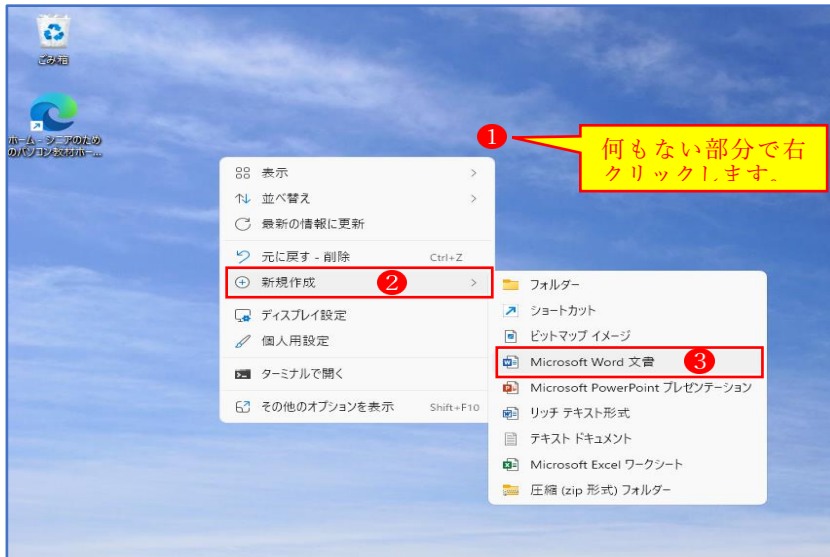 ごみ箱
ホーム - シニアのため
のパソコン教材ホー...
1
何もない部分で右
クリックします。
表示
並べ替え
最新の情報に更新
元に戻す - 削除 Ctrl+Z
新規作成 2
ディスプレイ設定
個人用設定
ターミナルで開く
その他のオプションを表示 Shift+F10
フォルダー
ショートカット
ビットマップ イメージ
Microsoft Word 文書 3
Microsoft PowerPoint プレゼンテーション
リッチ テキスト形式
テキスト ドキュメント
Microsoft Excel ワークシート
圧縮 (zip 形式) フォルダー